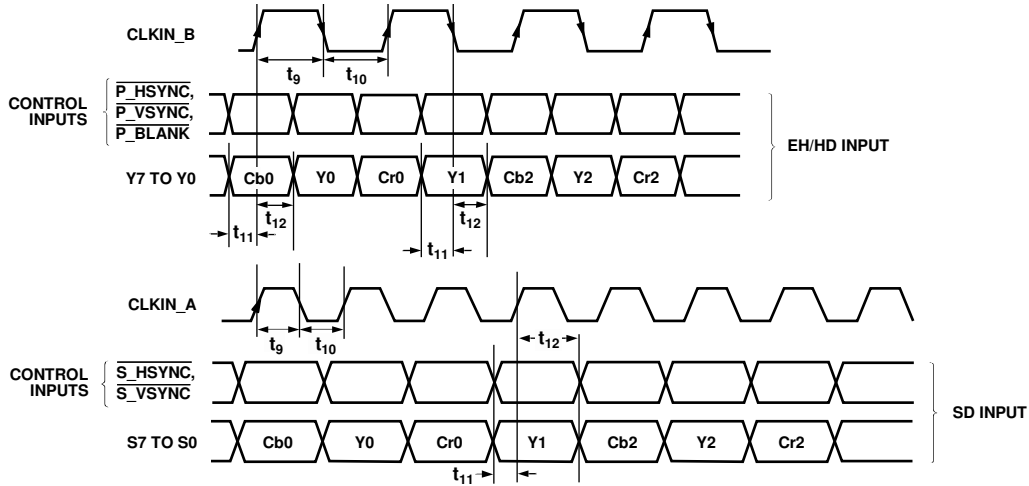 CLKIN_B
t9
t10
CONTROL
INPUTS
P_HSYNC,
P_VSYNC,
P_BLANK
EH/HD INPUT
Y7 TO Y0
Cb0 Y0 Cr0 Y1 Cb2 Y2 Cr2
t12
t12
t11
t11
CLKIN_A
t9
t10
t12
CONTROL
INPUTS
S_HSYNC,
S_VSYNC
SD INPUT
S7 TO S0
Cb0 Y0 Cr0 Y1 Cb2 Y2 Cr2
t11